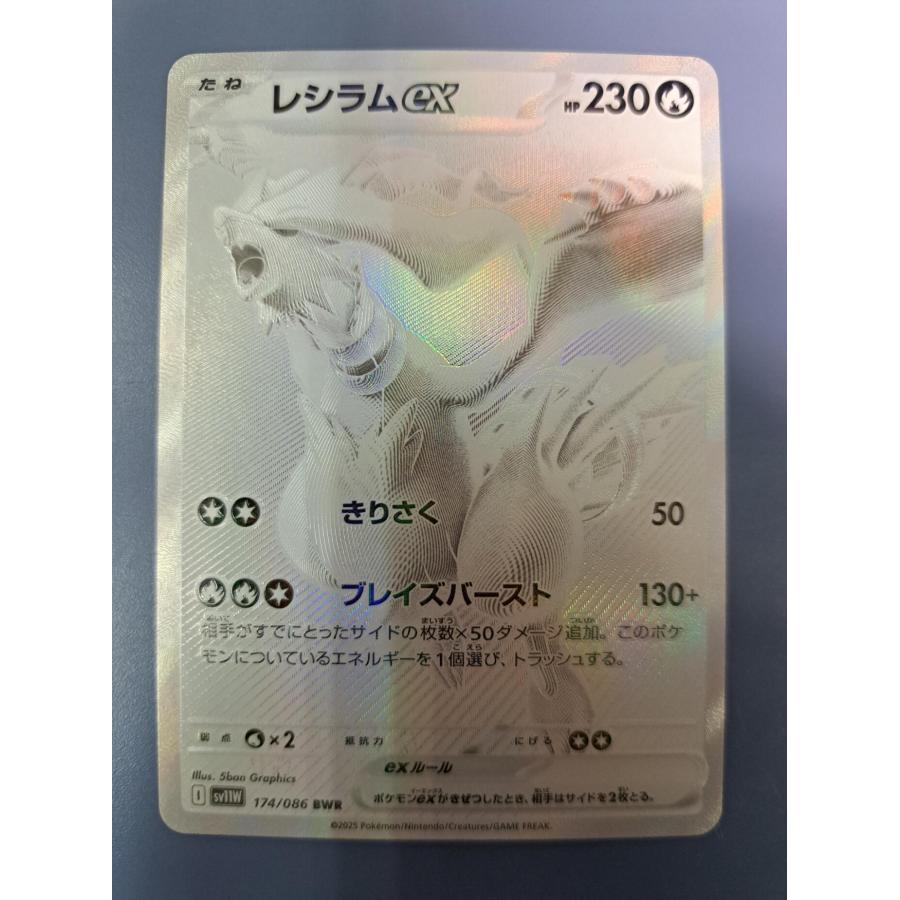 たね レシラムex HP 230
きりさく 50
ブレイズバースト 130+
相手がすでにとったサイドの枚数×50ダメージ追加。このポケ
モンについているエネルギーを1個選び、トラッシュする。
弱点 ×2 抵抗力 にげる
exルール
Illus. 5ban Graphics
ポケモンexがきぜつしたとき、相手はサイドを2枚とる。
I sv11W 174/086 BWR
©2025 Pokémon/Nintendo/Creatures/GAME FREAK.